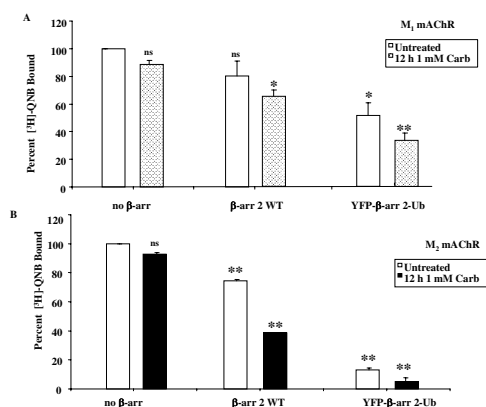 A
M₁ mAChR
Untreated
12 h 1 mM Carb
Percent [³H]-QNB Bound
120
100
80
60
40
20
0
ns
ns
*
*
**
no β-arr
β-arr 2 WT
YFP-β-arr 2-Ub
B
M₂ mAChR
Untreated
12 h 1 mM Carb
Percent [³H]-QNB Bound
120
100
80
60
40
20
0
ns
**
**
**
**
no β-arr
β-arr 2 WT
YFP-β-arr 2-Ub